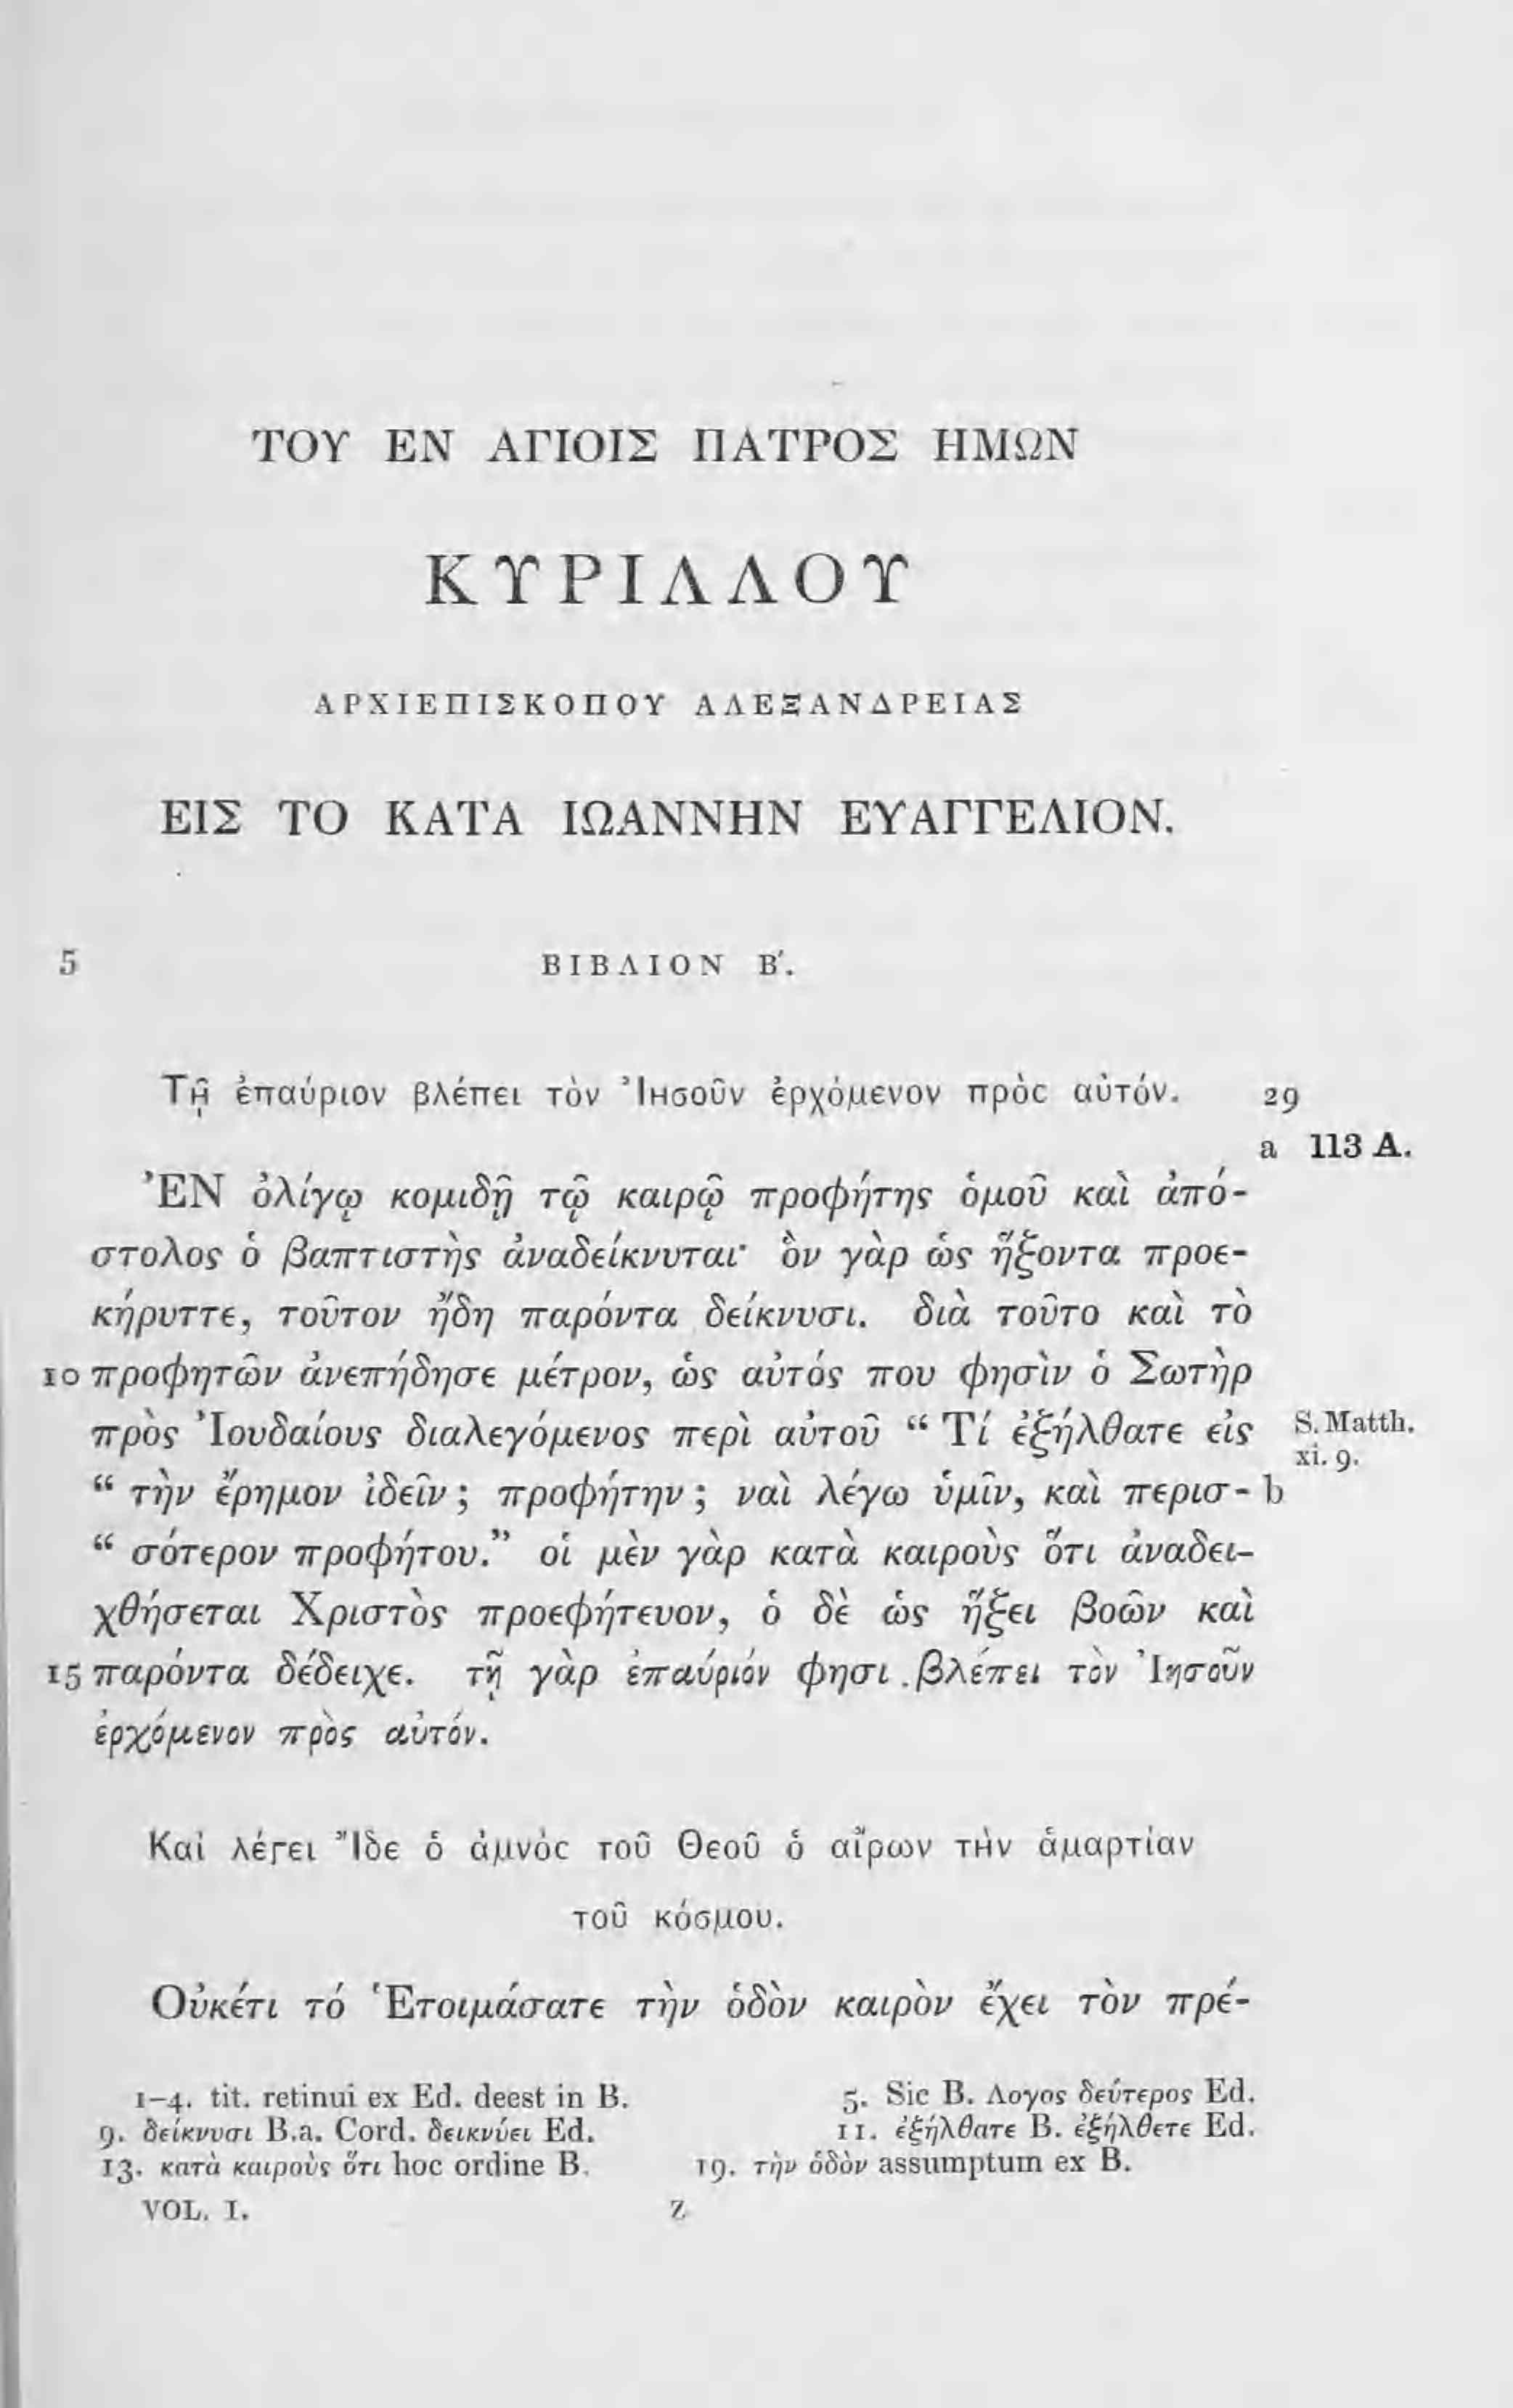 ΤΟΥ ΕΝ ΑΓΙΟΙΣ ΠΑΤΡΟΣ ΗΜΩΝ
ΚΥΡΙΛΛΟΥ
ΑΡΧΙΕΠΙΣΚΟΠΟΥ ΑΛΕΞΑΝΔΡΕΙΑΣ
ΕΙΣ ΤΟ ΚΑΤΑ ΙΩΑΝΝΗΝ ΕΥΑΓΓΕΛΙΟΝ.
5 ΒΙΒΛΙΟΝ Β΄.
Τῇ ἐπαύριον βλέπει τὸν Ἰησοῦν ἐρχόμενον πρὸς αὐτόν. 29
a 113 A.
ἘΝ ὀλίγῳ κομιδῇ τῷ καιρῷ προφήτης ὁμοῦ καὶ ἀπό-
στολος ὁ βαπτιστὴς ἀναδείκνυται· ὃν γὰρ ὡς ἥξοντα προε-
κήρυττε, τοῦτον ἤδη παρόντα δείκνυσι. διὰ τοῦτο καὶ τὸ
10 προφητῶν ἀνεπήδησε μέτρον, ὡς αὐτός που φησὶν ὁ Σωτὴρ
πρὸς Ἰουδαίους διαλεγόμενος περὶ αὐτοῦ “ Τί ἐξήλθατε εἰς S. Matth. xi. 9.
“ τὴν ἔρημον ἰδεῖν ; προφήτην ; ναὶ λέγω ὑμῖν, καὶ περισ- b
“ σότερον προφήτου.” οἱ μὲν γὰρ κατὰ καιροὺς ὅτι ἀναδει-
χθήσεται Χριστὸς προεφήτευον, ὁ δὲ ὡς ἥξει βοῶν καὶ
15 παρόντα δέδειχε. τῇ γὰρ ἐπαύριόν φησι βλέπει τὸν Ἰησοῦν
ἐρχόμενον πρὸς αὐτόν.
Καὶ λέγει Ἴδε ὁ ἀμνὸς τοῦ Θεοῦ ὁ αἴρων τὴν ἁμαρτίαν
τοῦ κόσμου.
Οὐκέτι τό Ἑτοιμάσατε τὴν ὁδὸν καιρὸν ἔχει τὸν πρέ-
1–4. tit. retinui ex Ed. deest in B. 5. Sic B. Λογος δεύτερος Ed.
9. δείκνυσι B.a. Cord. δεικνύει Ed. 11. ἐξήλθατε B. ἐξήλθετε Ed.
13. κατὰ καιροὺς ὅτι hoc ordine B. 19. τὴν ὁδὸν assumptum ex B.
VOL. I. Z